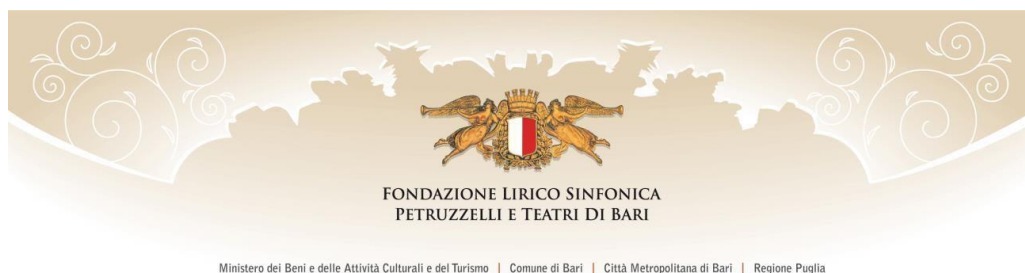 FONDAZIONE LIRICO SINFONICA
PETRUZZELLI E TEATRI DI BARI
Ministero dei Beni e delle Attività Culturali e del Turismo | Comune di Bari | Città Metropolitana di Bari | Regione Puglia